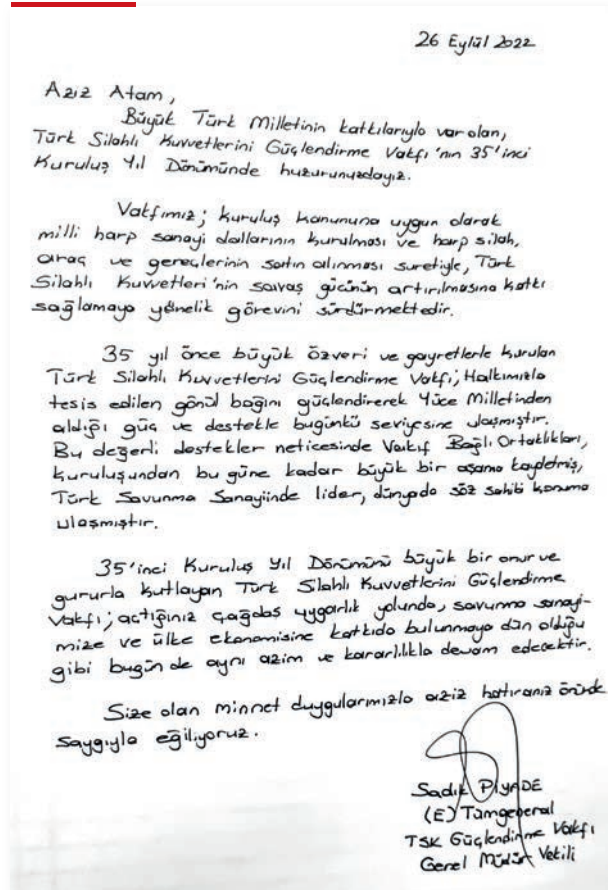 26 Eylül 2022
Aziz Atam,
Büyük Türk Milletinin katkılarıyla var olan,
Türk Silahlı Kuvvetlerini Güçlendirme Vakfı'nın 35'inci
Kuruluş Yıl Dönümünde huzurunuzdayız.
Vakfımız; kuruluş kanununa uygun olarak
milli harp sanayi dallarının kurulması ve harp silah,
araç ve gereçlerinin satın alınması suretiyle, Türk
Silahlı Kuvvetleri'nin savaş gücünün artırılmasına katkı
sağlamaya yönelik görevini sürdürmektedir.
35 yıl önce büyük özveri ve gayretlerle kurulan
Türk Silahlı Kuvvetlerini Güçlendirme Vakfı; Halkımızla
tesis edilen gönül bağını güçlendirerek Yüce Milletinden
aldığı güç ve destekle bugünkü seviyesine ulaşmıştır.
Bu değerli destekler neticesinde Vakıf Bağlı Ortaklıkları,
kuruluşundan bu güne kadar büyük bir aşama kaydetmiş,
Türk Savunma Sanayiinde lider, dünyada söz sahibi konuma
ulaşmıştır.
35'inci Kuruluş Yıl Dönümünü büyük bir onur ve
gururla kutlayan Türk Silahlı Kuvvetlerini Güçlendirme
Vakfı; açtığınız çağdaş uygarlık yolunda, savunma sanayi-
mize ve ülke ekonomisine katkıda bulunmaya dün olduğu
gibi bugün de aynı azim ve kararlılıkla devam edecektir.
Size olan minnet duygularımızla aziz hatıranız önünde
saygıyla eğiliyoruz.
Sadık PİYADE
(E) Tümgeneral
TSK Güçlendirme Vakfı
Genel Müdür Vekili